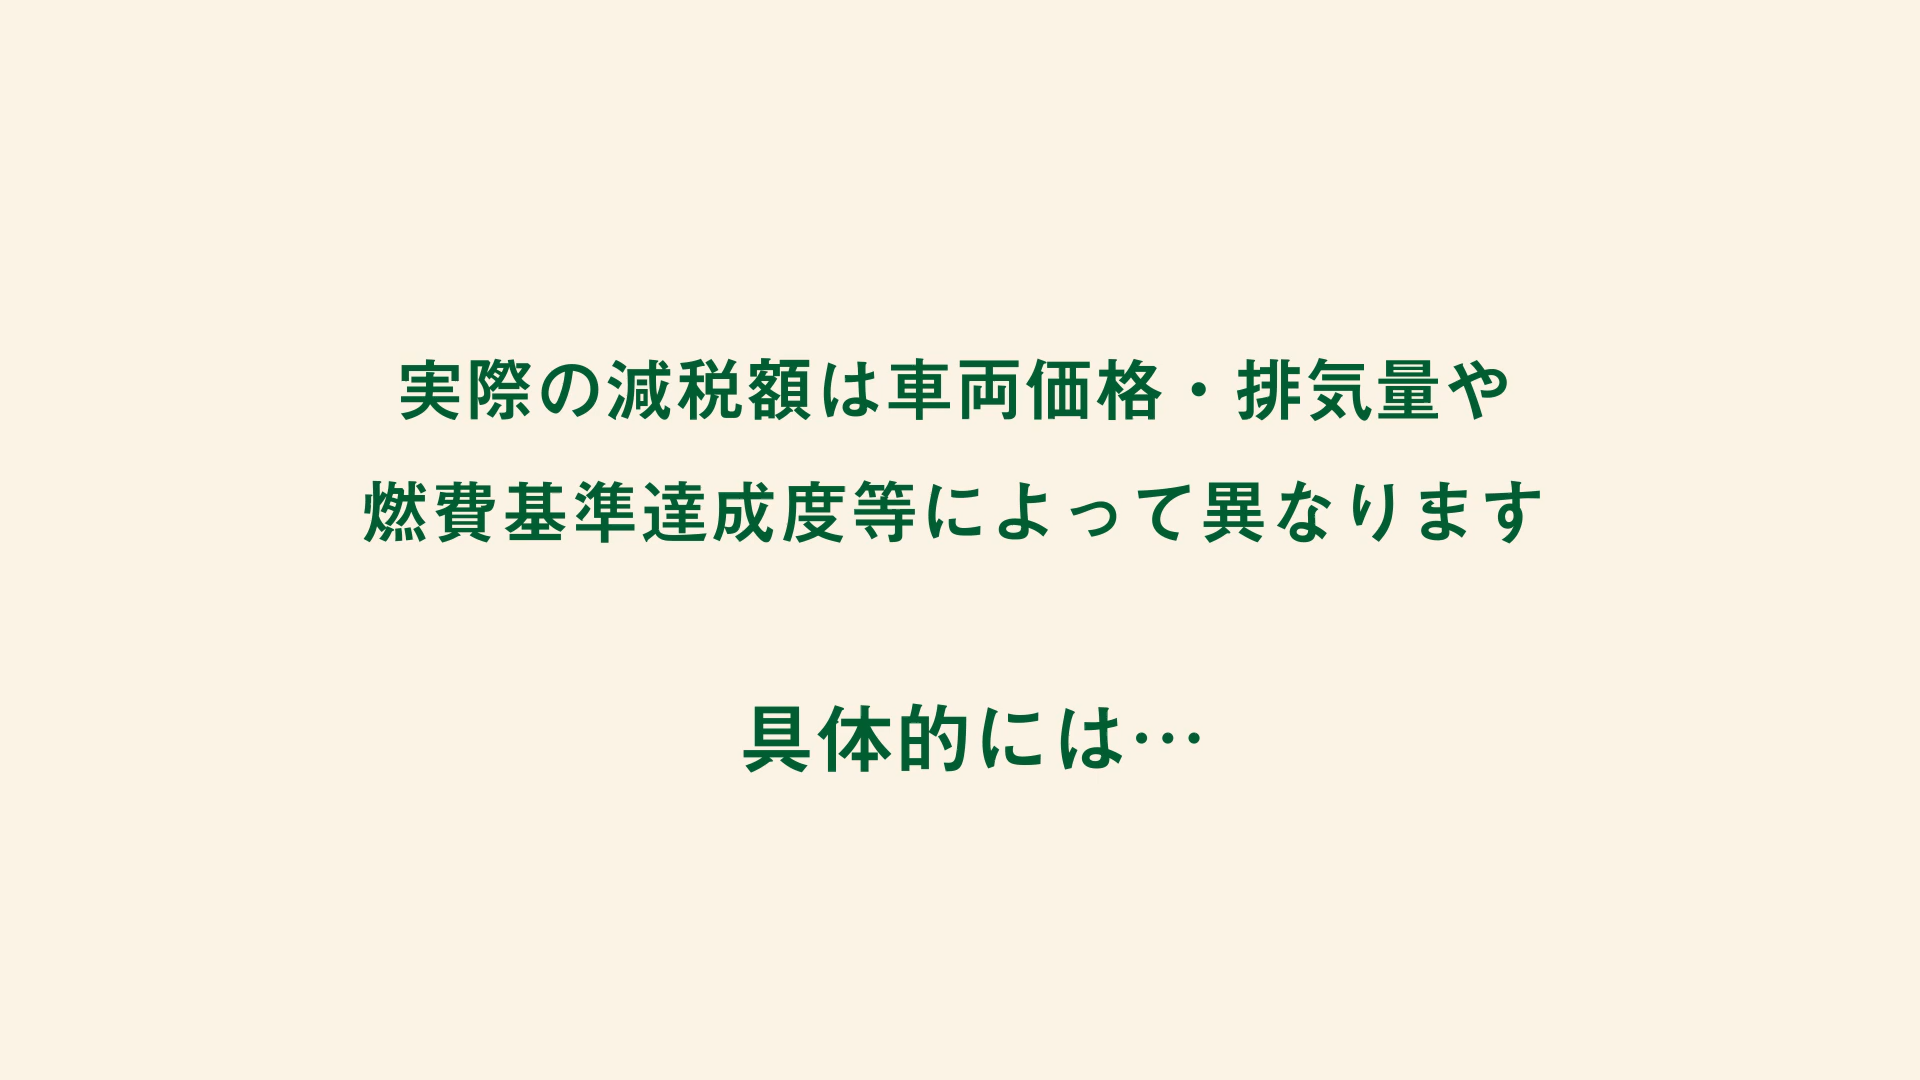 実際の減税額は車両価格・排気量や
燃費基準達成度等によって異なります
具体的には…